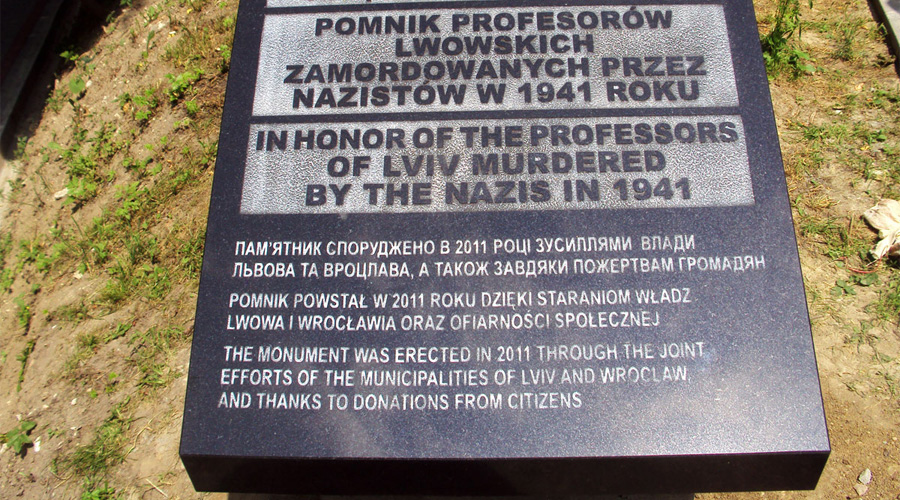 POMNIK PROFESORÓW
LWOWSKICH
ZAMORDOWANYCH PRZEZ
NAZISTÓW W 1941 ROKU
IN HONOR OF THE PROFESSORS
OF LVIV MURDERED
BY THE NAZIS IN 1941
ПАМ'ЯТНИК СПОРУДЖЕНО В 2011 РОЦІ ЗУСИЛЛЯМИ ВЛАДИ
ЛЬВОВА ТА ВРОЦЛАВА, А ТАКОЖ ЗАВДЯКИ ПОЖЕРТВАМ ГРОМАДЯН
POMNIK POWSTAŁ W 2011 ROKU DZIĘKI STARANIOM WŁADZ
LWOWA I WROCŁAWIA ORAZ OFIARNOŚCI SPOŁECZNEJ
THE MONUMENT WAS ERECTED IN 2011 THROUGH THE JOINT
EFFORTS OF THE MUNICIPALITIES OF LVIV AND WROCLAW,
AND THANKS TO DONATIONS FROM CITIZENS